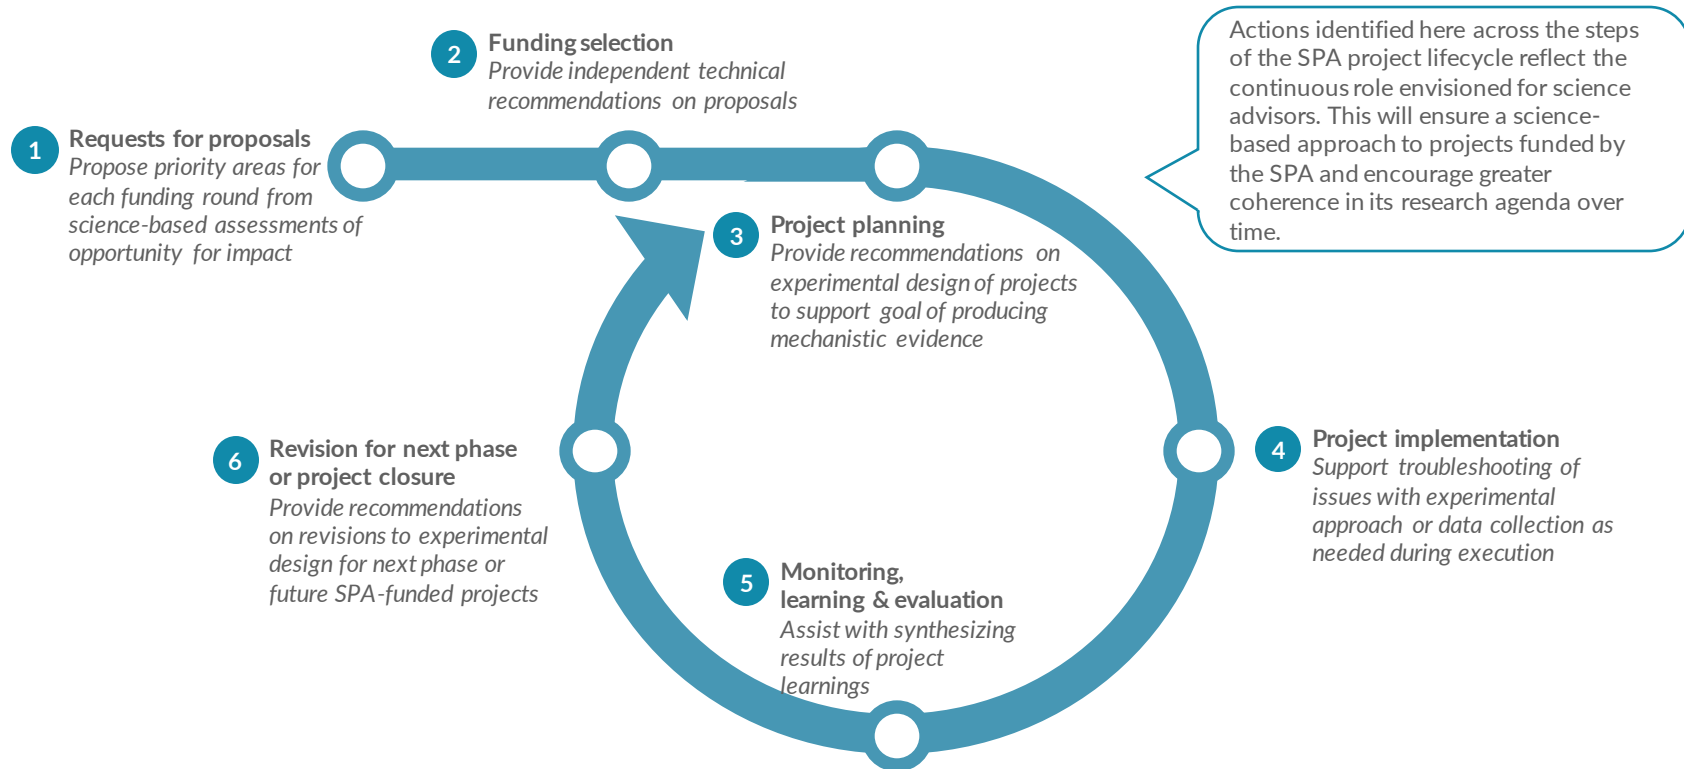 1
Requests for proposals
Propose priority areas for
each funding round from
science-based assessments of
opportunity for impact
2
Funding selection
Provide independent technical
recommendations on proposals
Actions identified here across the steps
of the SPA project lifecycle reflect the
continuous role envisioned for science
advisors. This will ensure a science-
based approach to projects funded by
the SPA and encourage greater
coherence in its research agenda over
time.
3
Project planning
Provide recommendations on
experimental design of projects
to support goal of producing
mechanistic evidence
4
Project implementation
Support troubleshooting of
issues with experimental
approach or data collection as
needed during execution
5
Monitoring,
learning & evaluation
Assist with synthesizing
results of project
learnings
6
Revision for next phase
or project closure
Provide recommendations
on revisions to experimental
design for next phase or
future SPA-funded projects